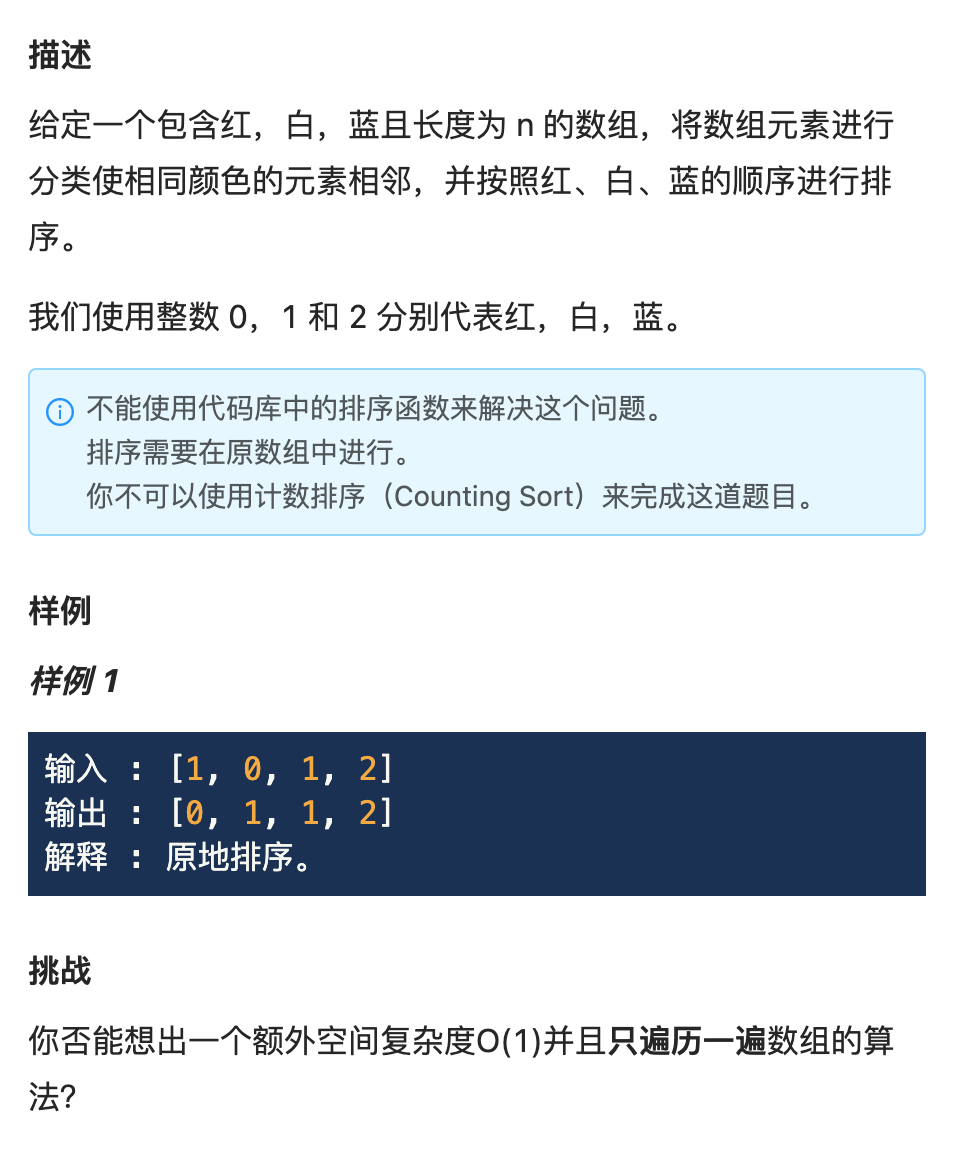 描述
给定一个包含红，白，蓝且长度为 n 的数组，将数组元素进行
分类使相同颜色的元素相邻，并按照红、白、蓝的顺序进行排
序。
我们使用整数 0，1 和 2 分别代表红，白，蓝。
不能使用代码库中的排序函数来解决这个问题。
排序需要在原数组中进行。
你不可以使用计数排序（Counting Sort）来完成这道题目。
样例
样例 1
输入 : [1, 0, 1, 2]
输出 : [0, 1, 1, 2]
解释 : 原地排序。
挑战
你否能想出一个额外空间复杂度O(1)并且只遍历一遍数组的算
法?